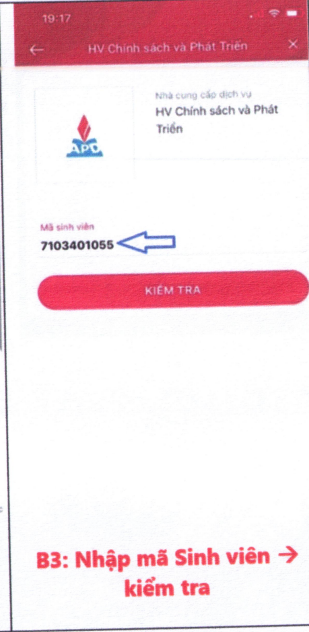 19:17
HV Chính sách và Phát Triển
Nhà cung cấp dịch vụ
HV Chính sách và Phát
Triển
APD
Mã sinh viên
7103401055
KIỂM TRA
B3: Nhập mã Sinh viên →
kiểm tra